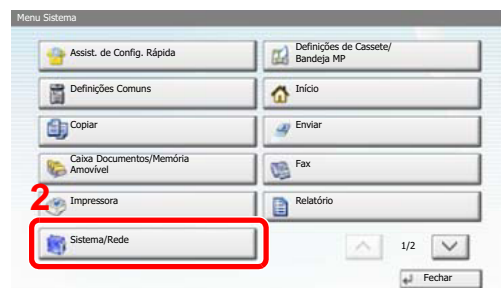 Menu Sistema
Assist. de Config. Rápida
Definições de Cassete/
Bandeja MP
Definições Comuns
Início
Copiar
Enviar
Caixa Documentos/Memória
Amovível
Fax
2
Impressora
Relatório
Sistema/Rede
1/2
Fechar